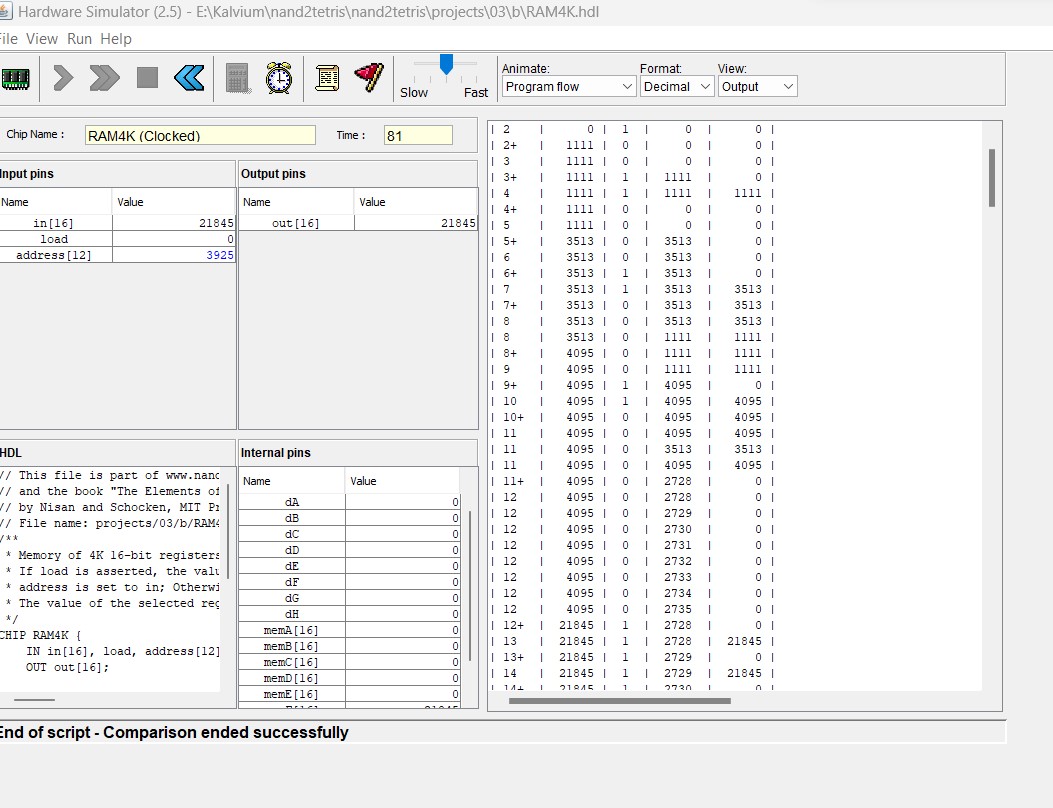 Hardware Simulator (2.5) - E:\Kalvium\nand2tetris\nand2tetris\projects\03\b\RAM4K.hdl
File View Run Help
Slow Fast
Animate: Format: View:
Program flow Decimal Output
Chip Name : RAM4K (Clocked) Time : 81
Input pins
Name Value
in[16] 21845
load 0
address[12] 3925
Output pins
Name Value
out[16] 21845
HDL
// This file is part of www.nand
// and the book "The Elements of
// by Nisan and Schocken, MIT Pr
// File name: projects/03/b/RAM4
/**
* Memory of 4K 16-bit registers
* If load is asserted, the valu
* address is set to in; Otherwi
* The value of the selected reg
*/
CHIP RAM4K {
IN in[16], load, address[12]
OUT out[16];
Internal pins
Name Value
dA 0
dB 0
dC 0
dD 0
dE 0
dF 0
dG 0
dH 0
memA[16] 0
memB[16] 0
memC[16] 0
memD[16] 0
memE[16] 0
| 2 | 0 | 1 | 0 | 0 |
| 2+ | 1111 | 0 | 0 | 0 |
| 3 | 1111 | 0 | 0 | 0 |
| 3+ | 1111 | 1 | 1111 | 0 |
| 4 | 1111 | 1 | 1111 | 1111 |
| 4+ | 1111 | 0 | 0 | 0 |
| 5 | 1111 | 0 | 0 | 0 |
| 5+ | 3513 | 0 | 3513 | 0 |
| 6 | 3513 | 0 | 3513 | 0 |
| 6+ | 3513 | 1 | 3513 | 0 |
| 7 | 3513 | 1 | 3513 | 3513 |
| 7+ | 3513 | 0 | 3513 | 3513 |
| 8 | 3513 | 0 | 3513 | 3513 |
| 8 | 3513 | 0 | 1111 | 1111 |
| 8+ | 4095 | 0 | 1111 | 1111 |
| 9 | 4095 | 0 | 1111 | 1111 |
| 9+ | 4095 | 1 | 4095 | 0 |
| 10 | 4095 | 1 | 4095 | 4095 |
| 10+ | 4095 | 0 | 4095 | 4095 |
| 11 | 4095 | 0 | 4095 | 4095 |
| 11 | 4095 | 0 | 3513 | 3513 |
| 11 | 4095 | 0 | 4095 | 4095 |
| 11+ | 4095 | 0 | 2728 | 0 |
| 12 | 4095 | 0 | 2728 | 0 |
| 12 | 4095 | 0 | 2729 | 0 |
| 12 | 4095 | 0 | 2730 | 0 |
| 12 | 4095 | 0 | 2731 | 0 |
| 12 | 4095 | 0 | 2732 | 0 |
| 12 | 4095 | 0 | 2733 | 0 |
| 12 | 4095 | 0 | 2734 | 0 |
| 12 | 4095 | 0 | 2735 | 0 |
| 12+ | 21845 | 1 | 2728 | 0 |
| 13 | 21845 | 1 | 2728 | 21845 |
| 13+ | 21845 | 1 | 2729 | 0 |
| 14 | 21845 | 1 | 2729 | 21845 |
| 14+ | 21845 | 1 | 2730 | 0 |
End of script - Comparison ended successfully